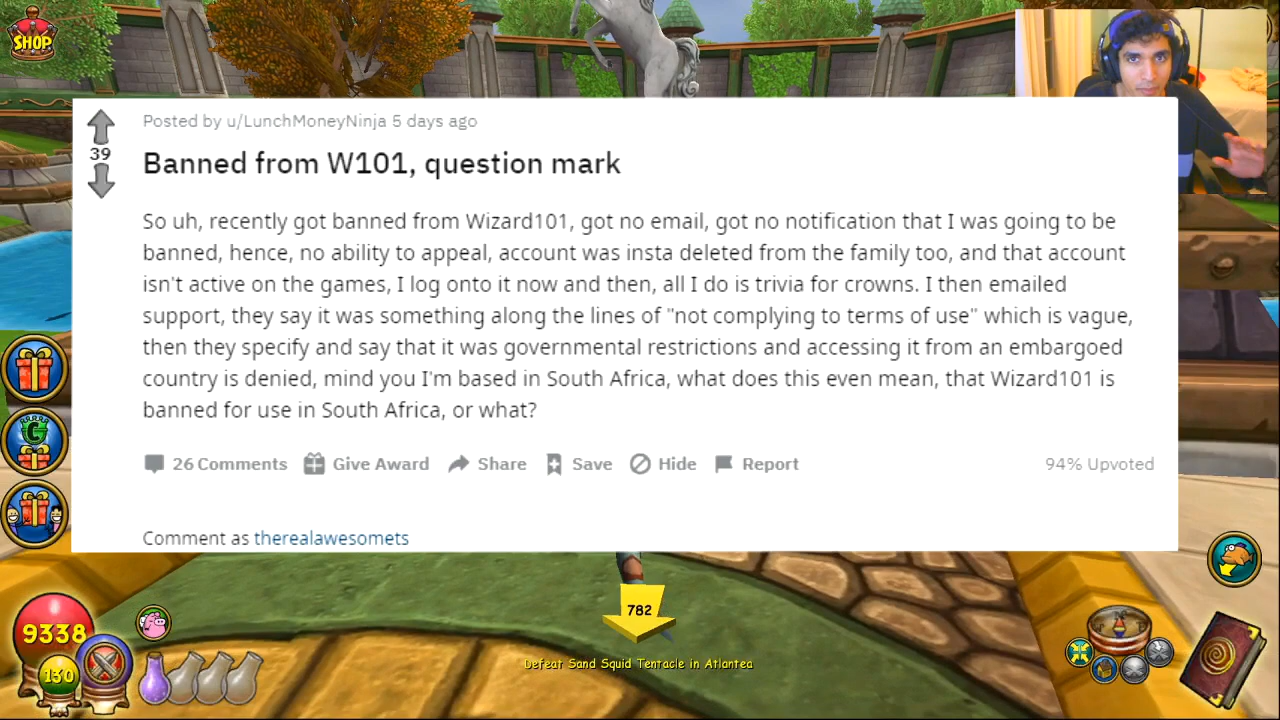 SHOP
Posted by u/LunchMoneyNinja 5 days ago
39
Banned from W101, question mark
So uh, recently got banned from Wizard101, got no email, got no notification that I was going to be
banned, hence, no ability to appeal, account was insta deleted from the family too, and that account
isn't active on the games, I log onto it now and then, all I do is trivia for crowns. I then emailed
support, they say it was something along the lines of "not complying to terms of use" which is vague,
then they specify and say that it was governmental restrictions and accessing it from an embargoed
country is denied, mind you I'm based in South Africa, what does this even mean, that Wizard101 is
banned for use in South Africa, or what?
26 Comments Give Award Share Save Hide Report 94% Upvoted
Comment as therealawesomets
782
9338
130
Defeat Sand Squid Tentacle in Atlantea